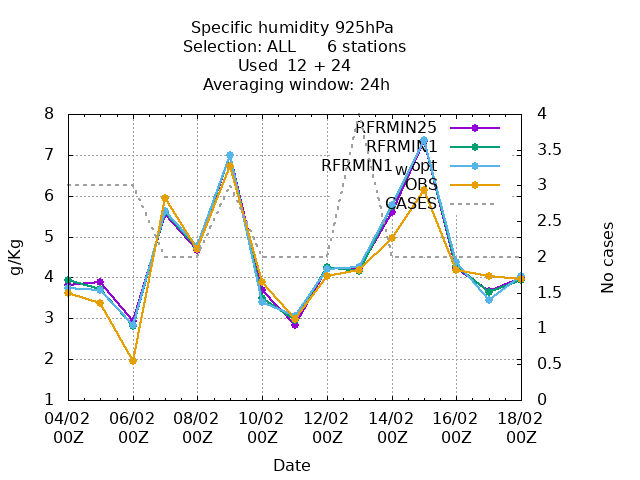 Specific humidity 925hPa
Selection: ALL 6 stations
Used 12 + 24
Averaging window: 24h
g/Kg
8
7
6
5
4
3
2
1
RFRMIN25
RFRMIN1
RFRMIN1wopt
OBS
CASES
4
3.5
3
2.5
2
1.5
1
0.5
0
No cases
04/02 06/02 08/02 10/02 12/02 14/02 16/02 18/02
00Z 00Z 00Z 00Z 00Z 00Z 00Z 00Z
Date